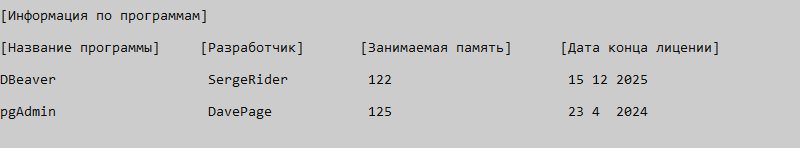 [Информация по программам]
[Название программы] [Разработчик] [Занимаемая память] [Дата конца лицении]
DBeaver SergeRider 122 15 12 2025
pgAdmin DavePage 125 23 4 2024